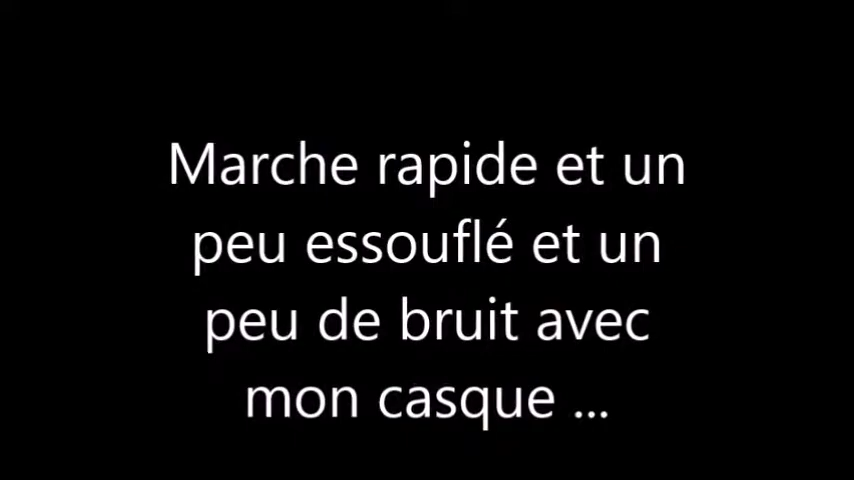 Marche rapide et un
peu essouflé et un
peu de bruit avec
mon casque ...